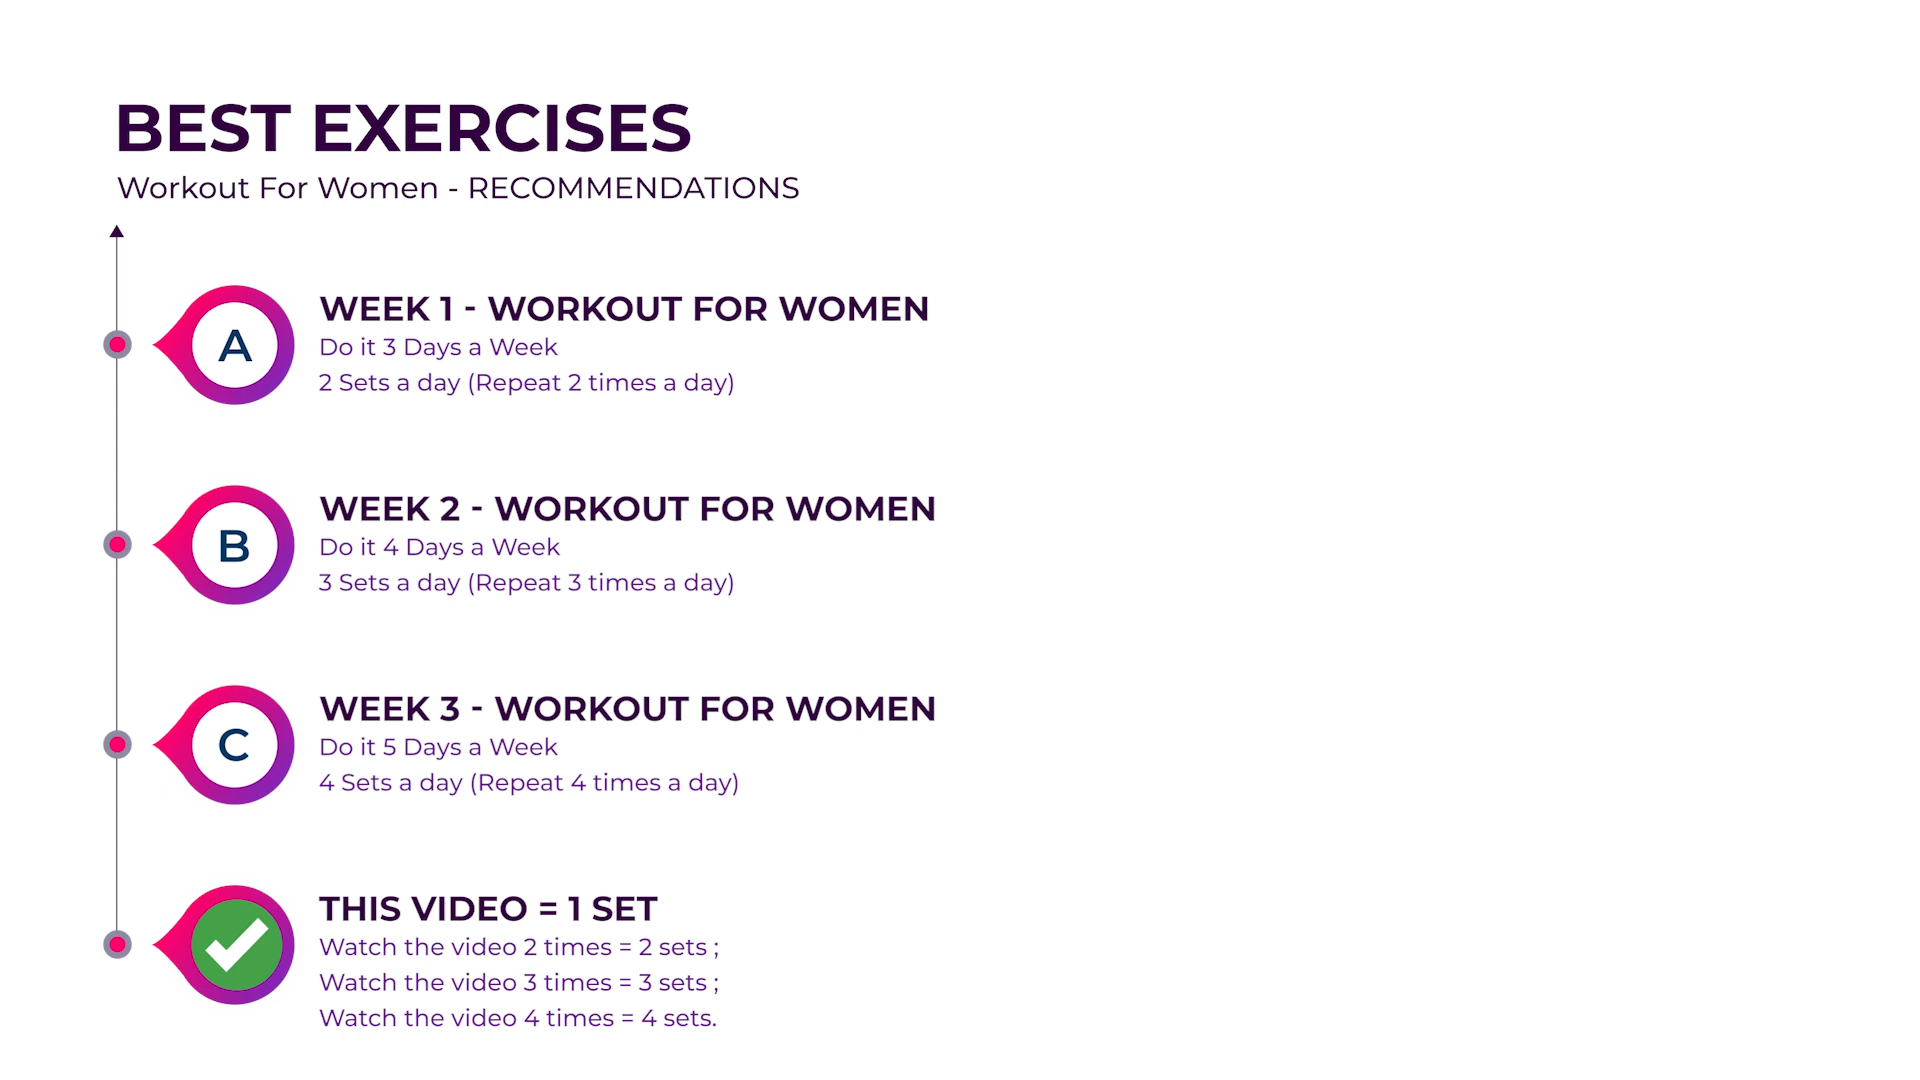 BEST EXERCISES
Workout For Women - RECOMMENDATIONS
A
WEEK 1 - WORKOUT FOR WOMEN
Do it 3 Days a Week
2 Sets a day (Repeat 2 times a day)
B
WEEK 2 - WORKOUT FOR WOMEN
Do it 4 Days a Week
3 Sets a day (Repeat 3 times a day)
C
WEEK 3 - WORKOUT FOR WOMEN
Do it 5 Days a Week
4 Sets a day (Repeat 4 times a day)
THIS VIDEO = 1 SET
Watch the video 2 times = 2 sets ;
Watch the video 3 times = 3 sets ;
Watch the video 4 times = 4 sets.